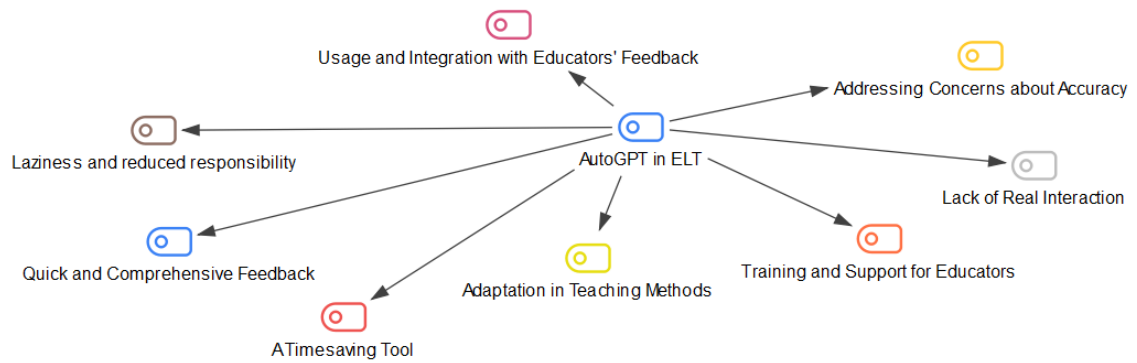 Usage and Integration with Educators' Feedback
Addressing Concerns about Accuracy
AutoGPT in ELT
Laziness and reduced responsibility
Lack of Real Interaction
Quick and Comprehensive Feedback
Training and Support for Educators
Adaptation in Teaching Methods
A Timesaving Tool